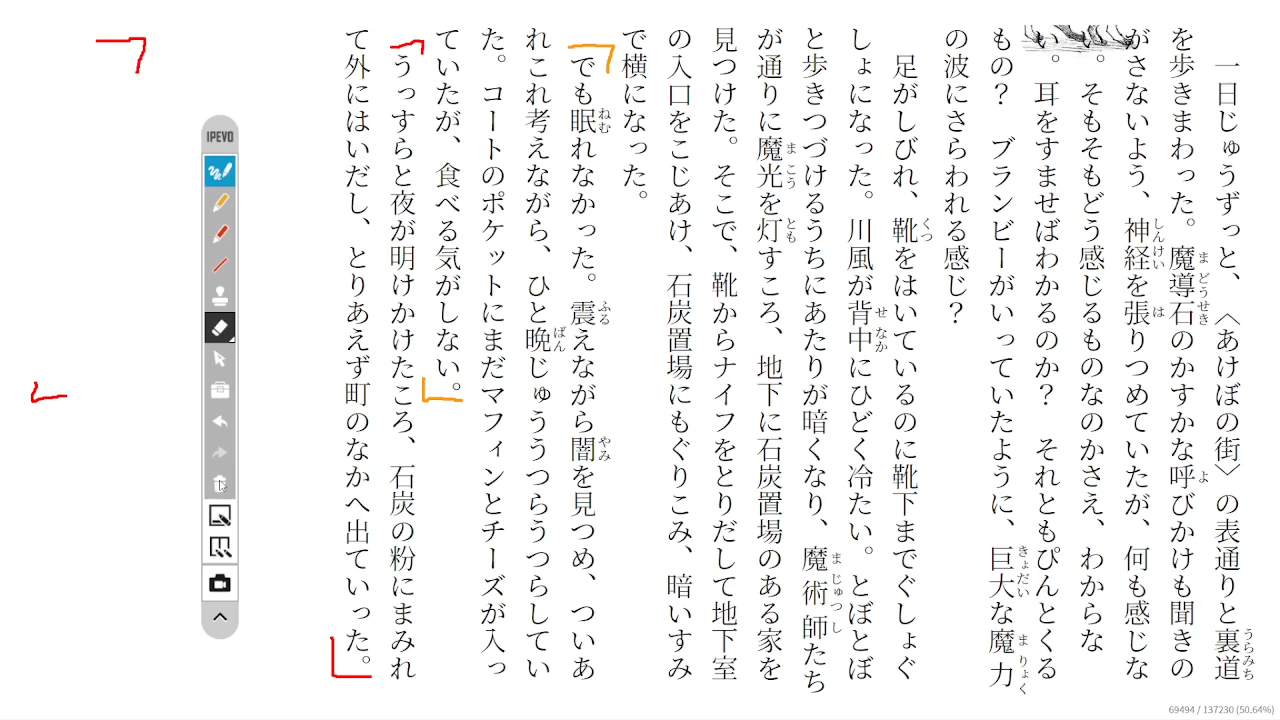 一日じゅうずっと、〈あけぼの街〉の表通りと裏道
を歩きまわった。魔導石のかすかな呼びかけも聞きの
がさないよう、神経を張りつめていたが、何も感じな
い。そもそもどう感じるものなのかさえ、わからな
い。耳をすませばわかるのか？　それともぴんとくる
もの？　ブランビーがいっていたように、巨大な魔力
の波にさらわれる感じ？
足がしびれ、靴をはいているのに靴下までぐしょぐ
しょになった。川風が背中にひどく冷たい。とぼとぼ
と歩きつづけるうちにあたりが暗くなり、魔術師たち
が通りに魔光を灯すころ、地下に石炭置場のある家を
見つけた。そこで、靴からナイフをとりだして地下室
の入口をこじあけ、石炭置場にもぐりこみ、暗いすみ
で横になった。
でも眠れなかった。震えながら闇を見つめ、ついあ
れこれ考えながら、ひと晩じゅううつらうつらしてい
た。コートのポケットにまだマフィンとチーズが入っ
ていたが、食べる気がしない。
うっすらと夜が明けかけたころ、石炭の粉にまみれ
て外にはいだし、とりあえず町のなかへ出ていった。
IPEVO
69494 / 137230 (50.64%)